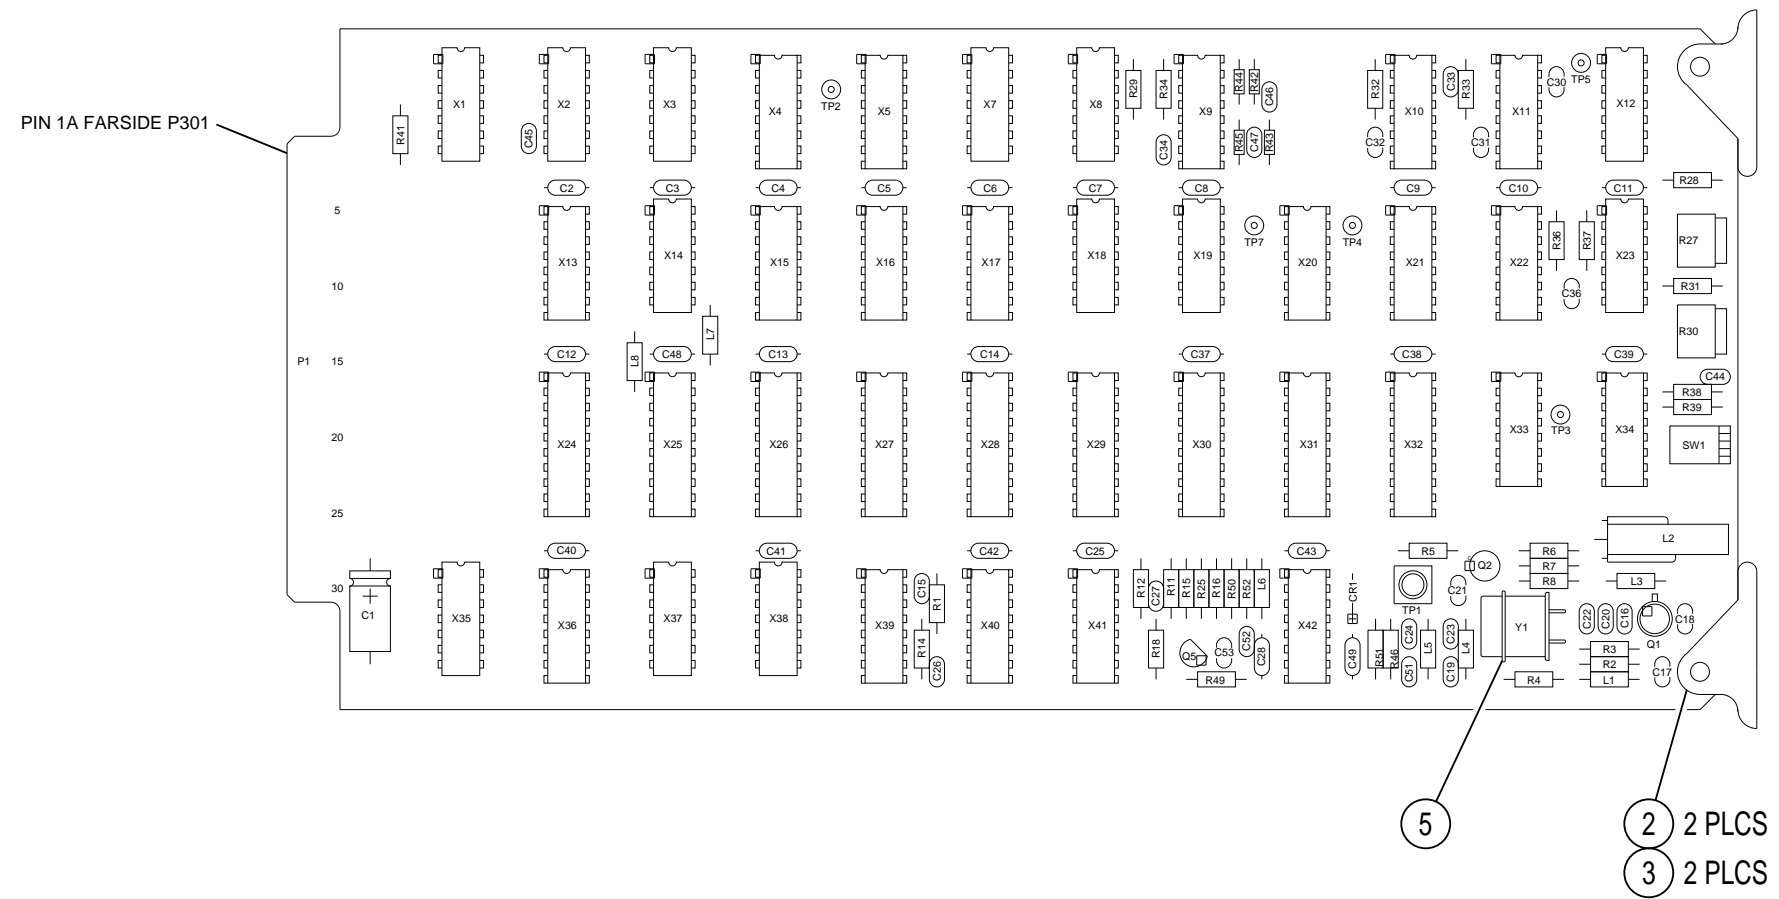 X1 X2 X3 X4 TP2 X5 X7 X8 R29 R34 X9 R44 R42 C46 R32 X10 C33 R33 X11 C30 TP5 X12
PIN 1A FARSIDE P301
R41 C45 C34 R45 C47 R43 C32 C31
C2 C3 C4 C5 C6 C7 C8 C9 C10 C11 R28
5
X13 X14 X15 X16 X17 X18 X19 TP7 X20 TP4 X21 X22 R36 R37 X23 R27
10
C36 R31
L7 R30
P1 15
C12 L8 C48 C13 C14 C37 C38 C39
C44
R38
R39
20
X24 X25 X26 X27 X28 X29 X30 X31 X32 X33 TP3 X34 SW1
25
C40 C41 C42 C25 C43 R5 R6 L2
Q2 R7
30
R8 L3
C1 X35 X36 X37 X38 X39 C15 R1 X40 X41 R12 C27 R11 R15 R25 R16 R50 R52 L6 X42 CR1 TP1 C21 Y1 C22 C20 C16 Q1 C18
R14 C26 R18 Q5 C53 C52 C28 C49 R51 R46 C24 C51 L5 C23 C19 L4 R3
R2
R49 R4 L1 C17
5
2 2 PLCS
3 2 PLCS